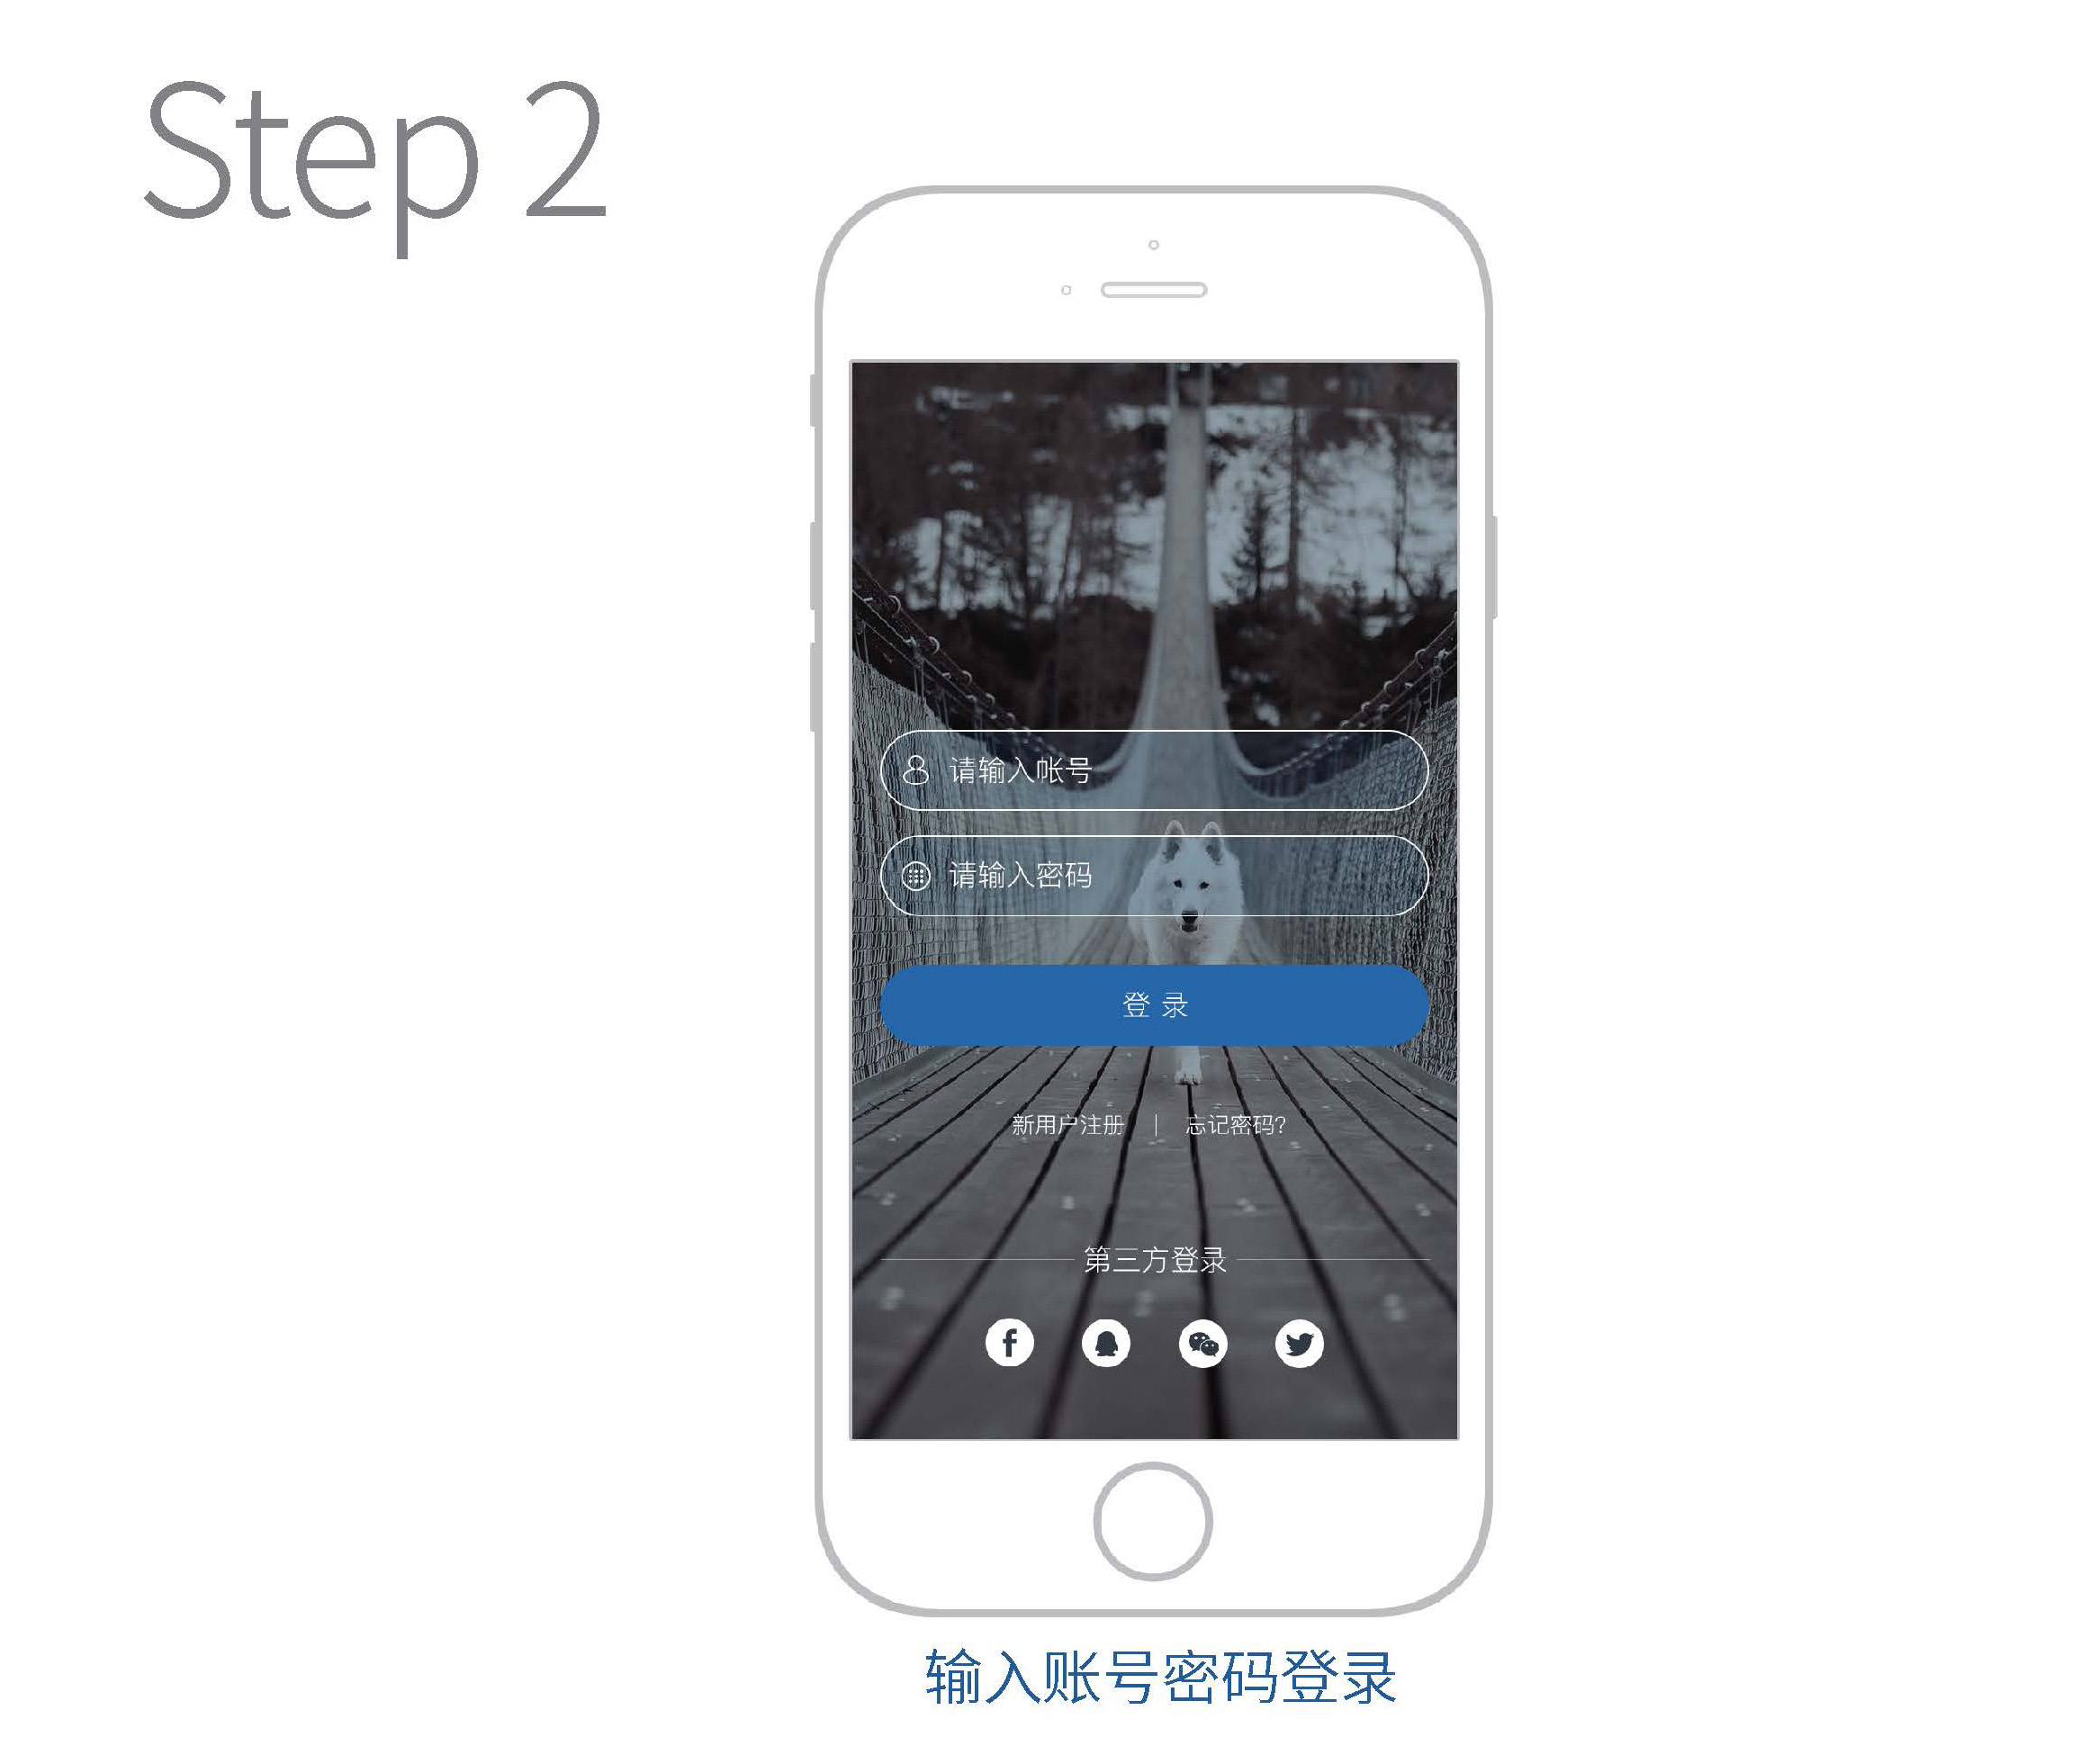 Step 2
请输入帐号
请输入密码
登 录
新用户注册 | 忘记密码?
第三方登录
输入账号密码登录